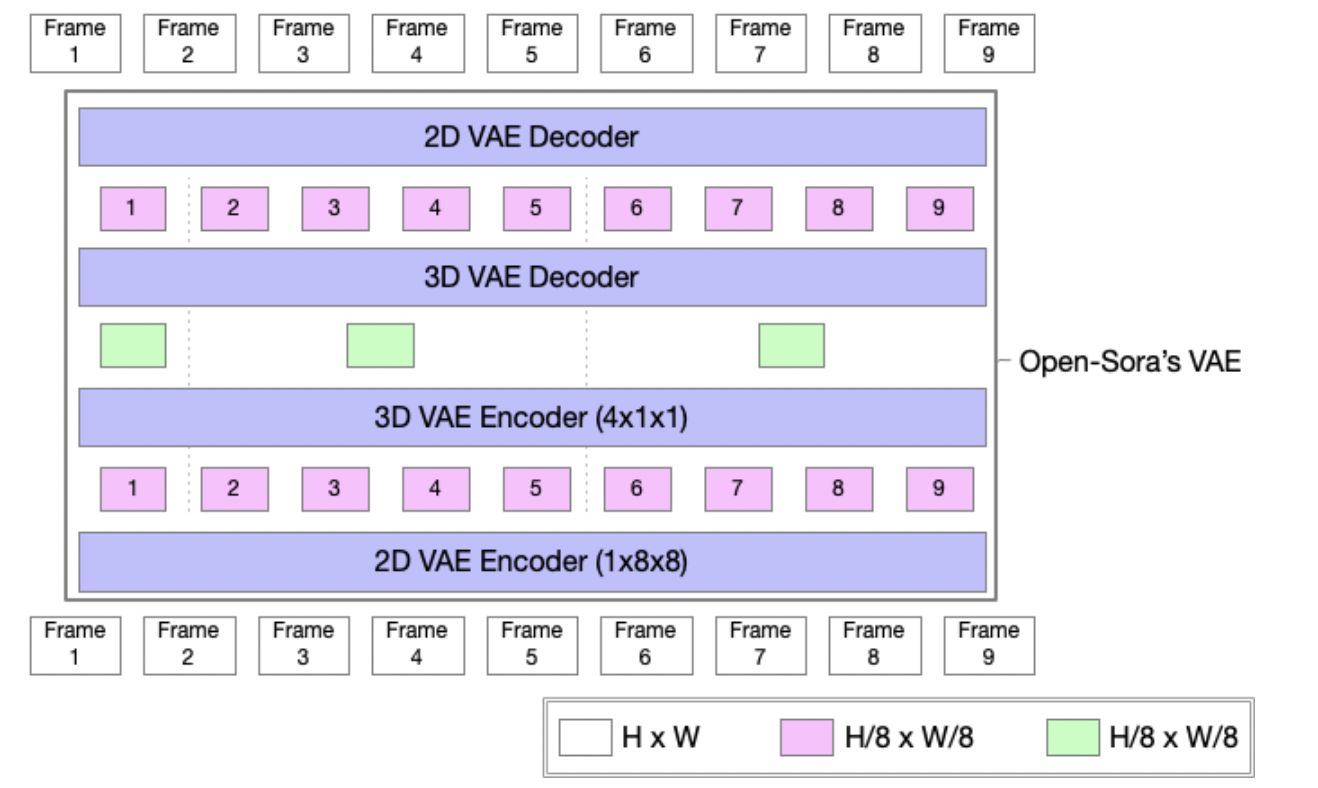 Frame Frame Frame Frame Frame Frame Frame Frame Frame
1 2 3 4 5 6 7 8 9
2D VAE Decoder
1 2 3 4 5 6 7 8 9
3D VAE Decoder
Open-Sora’s VAE
3D VAE Encoder (4x1x1)
1 2 3 4 5 6 7 8 9
2D VAE Encoder (1x8x8)
Frame Frame Frame Frame Frame Frame Frame Frame Frame
1 2 3 4 5 6 7 8 9
H x W H/8 x W/8 H/8 x W/8